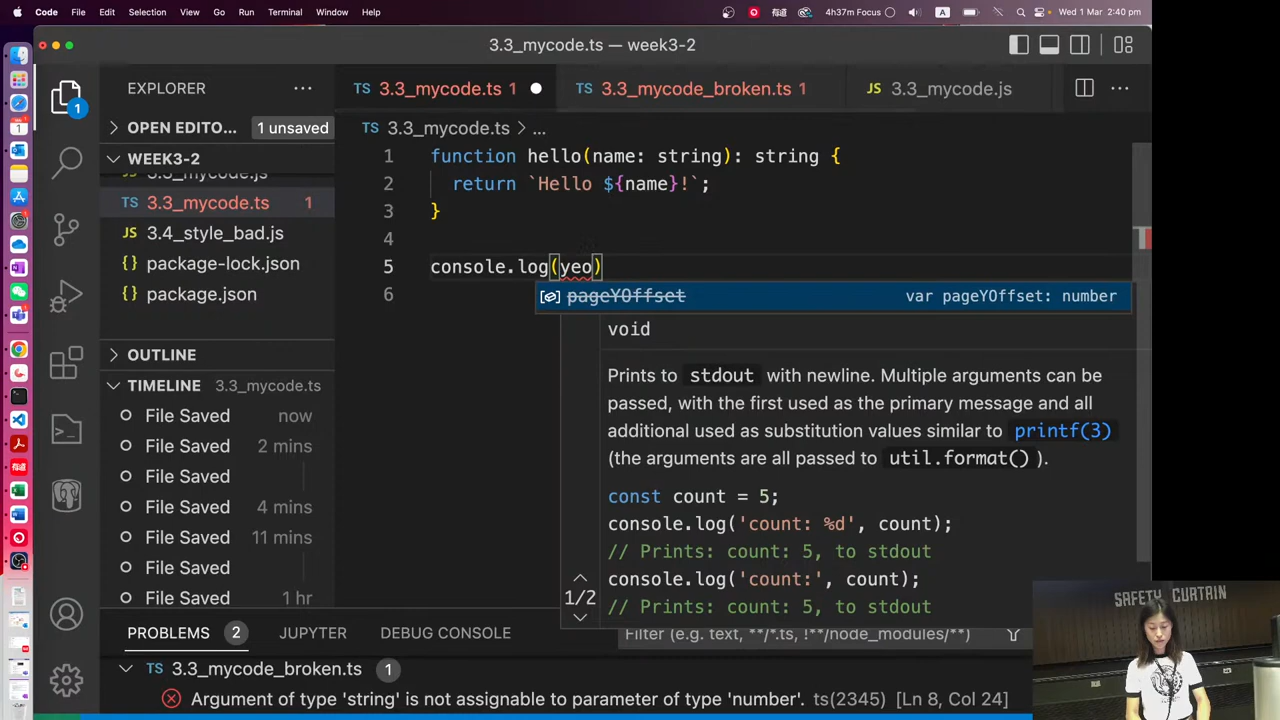 Code File Edit Selection View Go Run Terminal Window Help 4h37m Focus A Wed 1 Mar 2:40 pm
3.3_mycode.ts — week3-2
EXPLORER
TS 3.3_mycode.ts 1
TS 3.3_mycode_broken.ts 1
JS 3.3_mycode.js
1
OPEN EDITO... 1 unsaved
WEEK3-2
3.3_mycode.js
TS 3.3_mycode.ts 1
JS 3.4_style_bad.js
{} package-lock.json
{} package.json
OUTLINE
TIMELINE 3.3_mycode.ts
File Saved now
File Saved 2 mins
File Saved
File Saved 4 mins
File Saved 11 mins
File Saved
File Saved 1 hr
TS 3.3_mycode.ts > ...
1 function hello(name: string): string {
2 return `Hello ${name}!`;
3 }
4
5 console.log(yeo)
6
pageYOffset var pageYOffset: number
void
Prints to stdout with newline. Multiple arguments can be
passed, with the first used as the primary message and all
additional used as substitution values similar to printf(3)
(the arguments are all passed to util.format() ).
const count = 5;
console.log('count: %d', count);
// Prints: count: 5, to stdout
console.log('count:', count);
// Prints: count: 5, to stdout
1/2
PROBLEMS 2 JUPYTER DEBUG CONSOLE Filter (e.g. text, **/*.ts, !**/node_modules/**)
TS 3.3_mycode_broken.ts 1
Argument of type 'string' is not assignable to parameter of type 'number'. ts(2345) [Ln 8, Col 24]
SAFETY CURTAIN